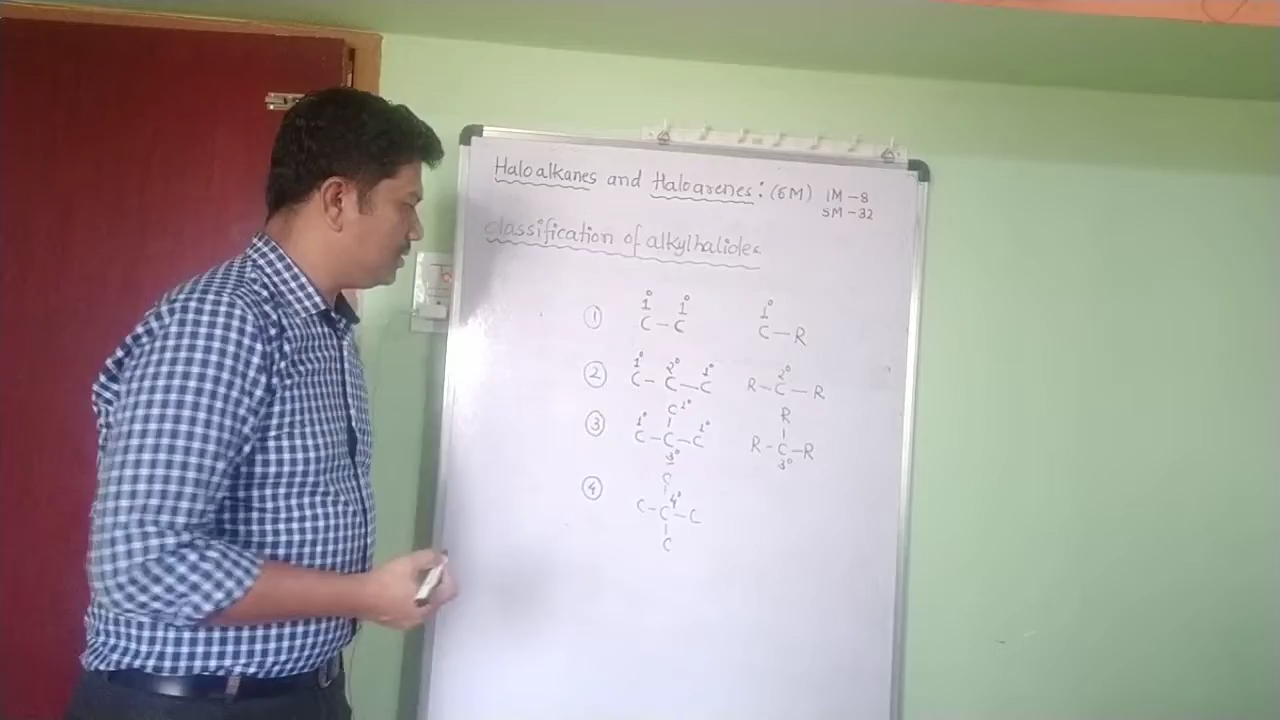 Haloalkanes and Haloarenes: (6M) 1M-8
5M-32
classification of alkylhalides
① 1° 1° 1°
C-C C-R
② 1° 2° 1° 2°
C-C-C R-C-R
③ C 1° R
1° 1°
C-C-C R-C-R
3° 3°
④ C
4°
C-C-C
C